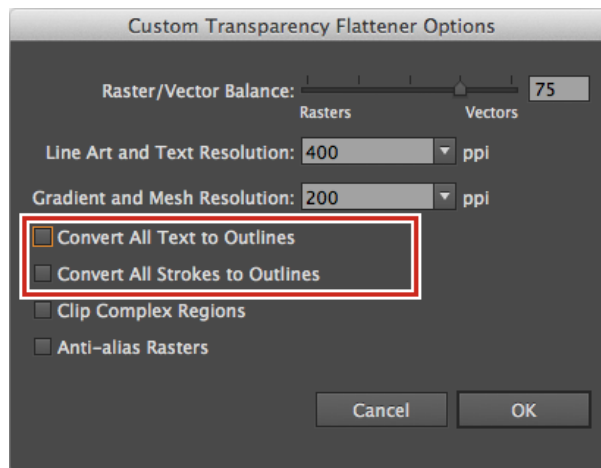 Custom Transparency Flattener Options
Raster/Vector Balance: 75
Rasters Vectors
Line Art and Text Resolution: 400 ppi
Gradient and Mesh Resolution: 200 ppi
Convert All Text to Outlines
Convert All Strokes to Outlines
Clip Complex Regions
Anti-alias Rasters
Cancel OK